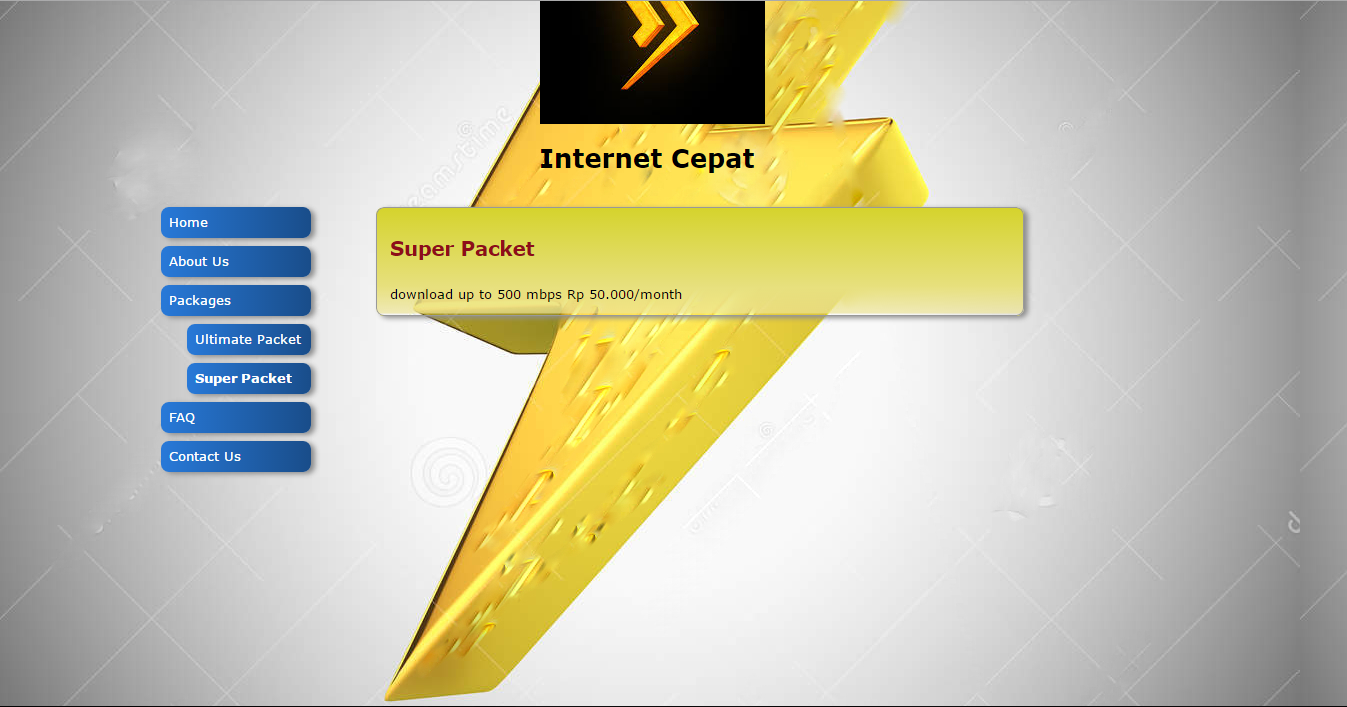 Internet Cepat
Home
About Us
Packages
Ultimate Packet
Super Packet
FAQ
Contact Us
Super Packet
download up to 500 mbps Rp 50.000/month